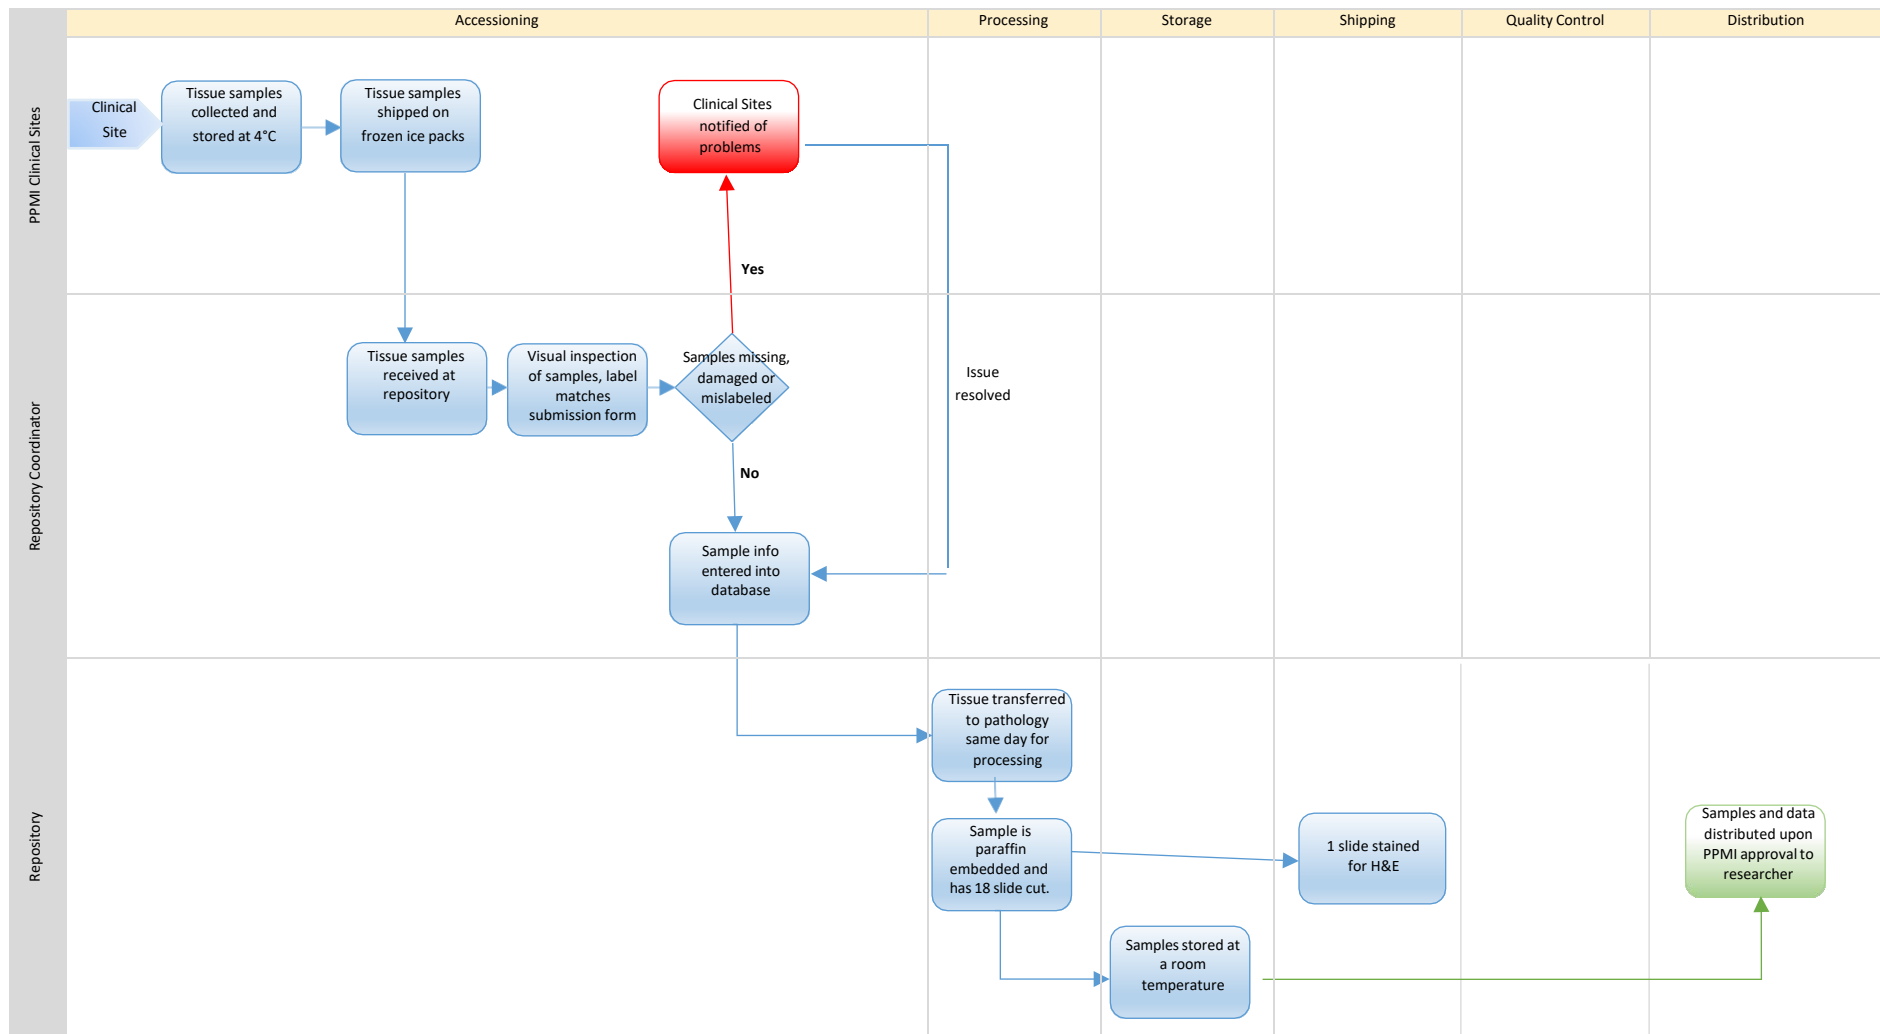 Accessioning
Processing
Storage
Shipping
Quality Control
Distribution
PPMI Clinical Sites
Clinical
Site
Tissue samples
collected and
stored at 4°C
Tissue samples
shipped on
frozen ice packs
Clinical Sites
notified of
problems
Yes
Repository Coordinator
Tissue samples
received at
repository
Visual inspection
of samples, label
matches
submission form
Samples missing,
damaged or
mislabeled
Issue
resolved
No
Sample info
entered into
database
Repository
Tissue transferred
to pathology
same day for
processing
Sample is
paraffin
embedded and
has 18 slide cut.
1 slide stained
for H&E
Samples and data
distributed upon
PPMI approval to
researcher
Samples stored at
a room
temperature